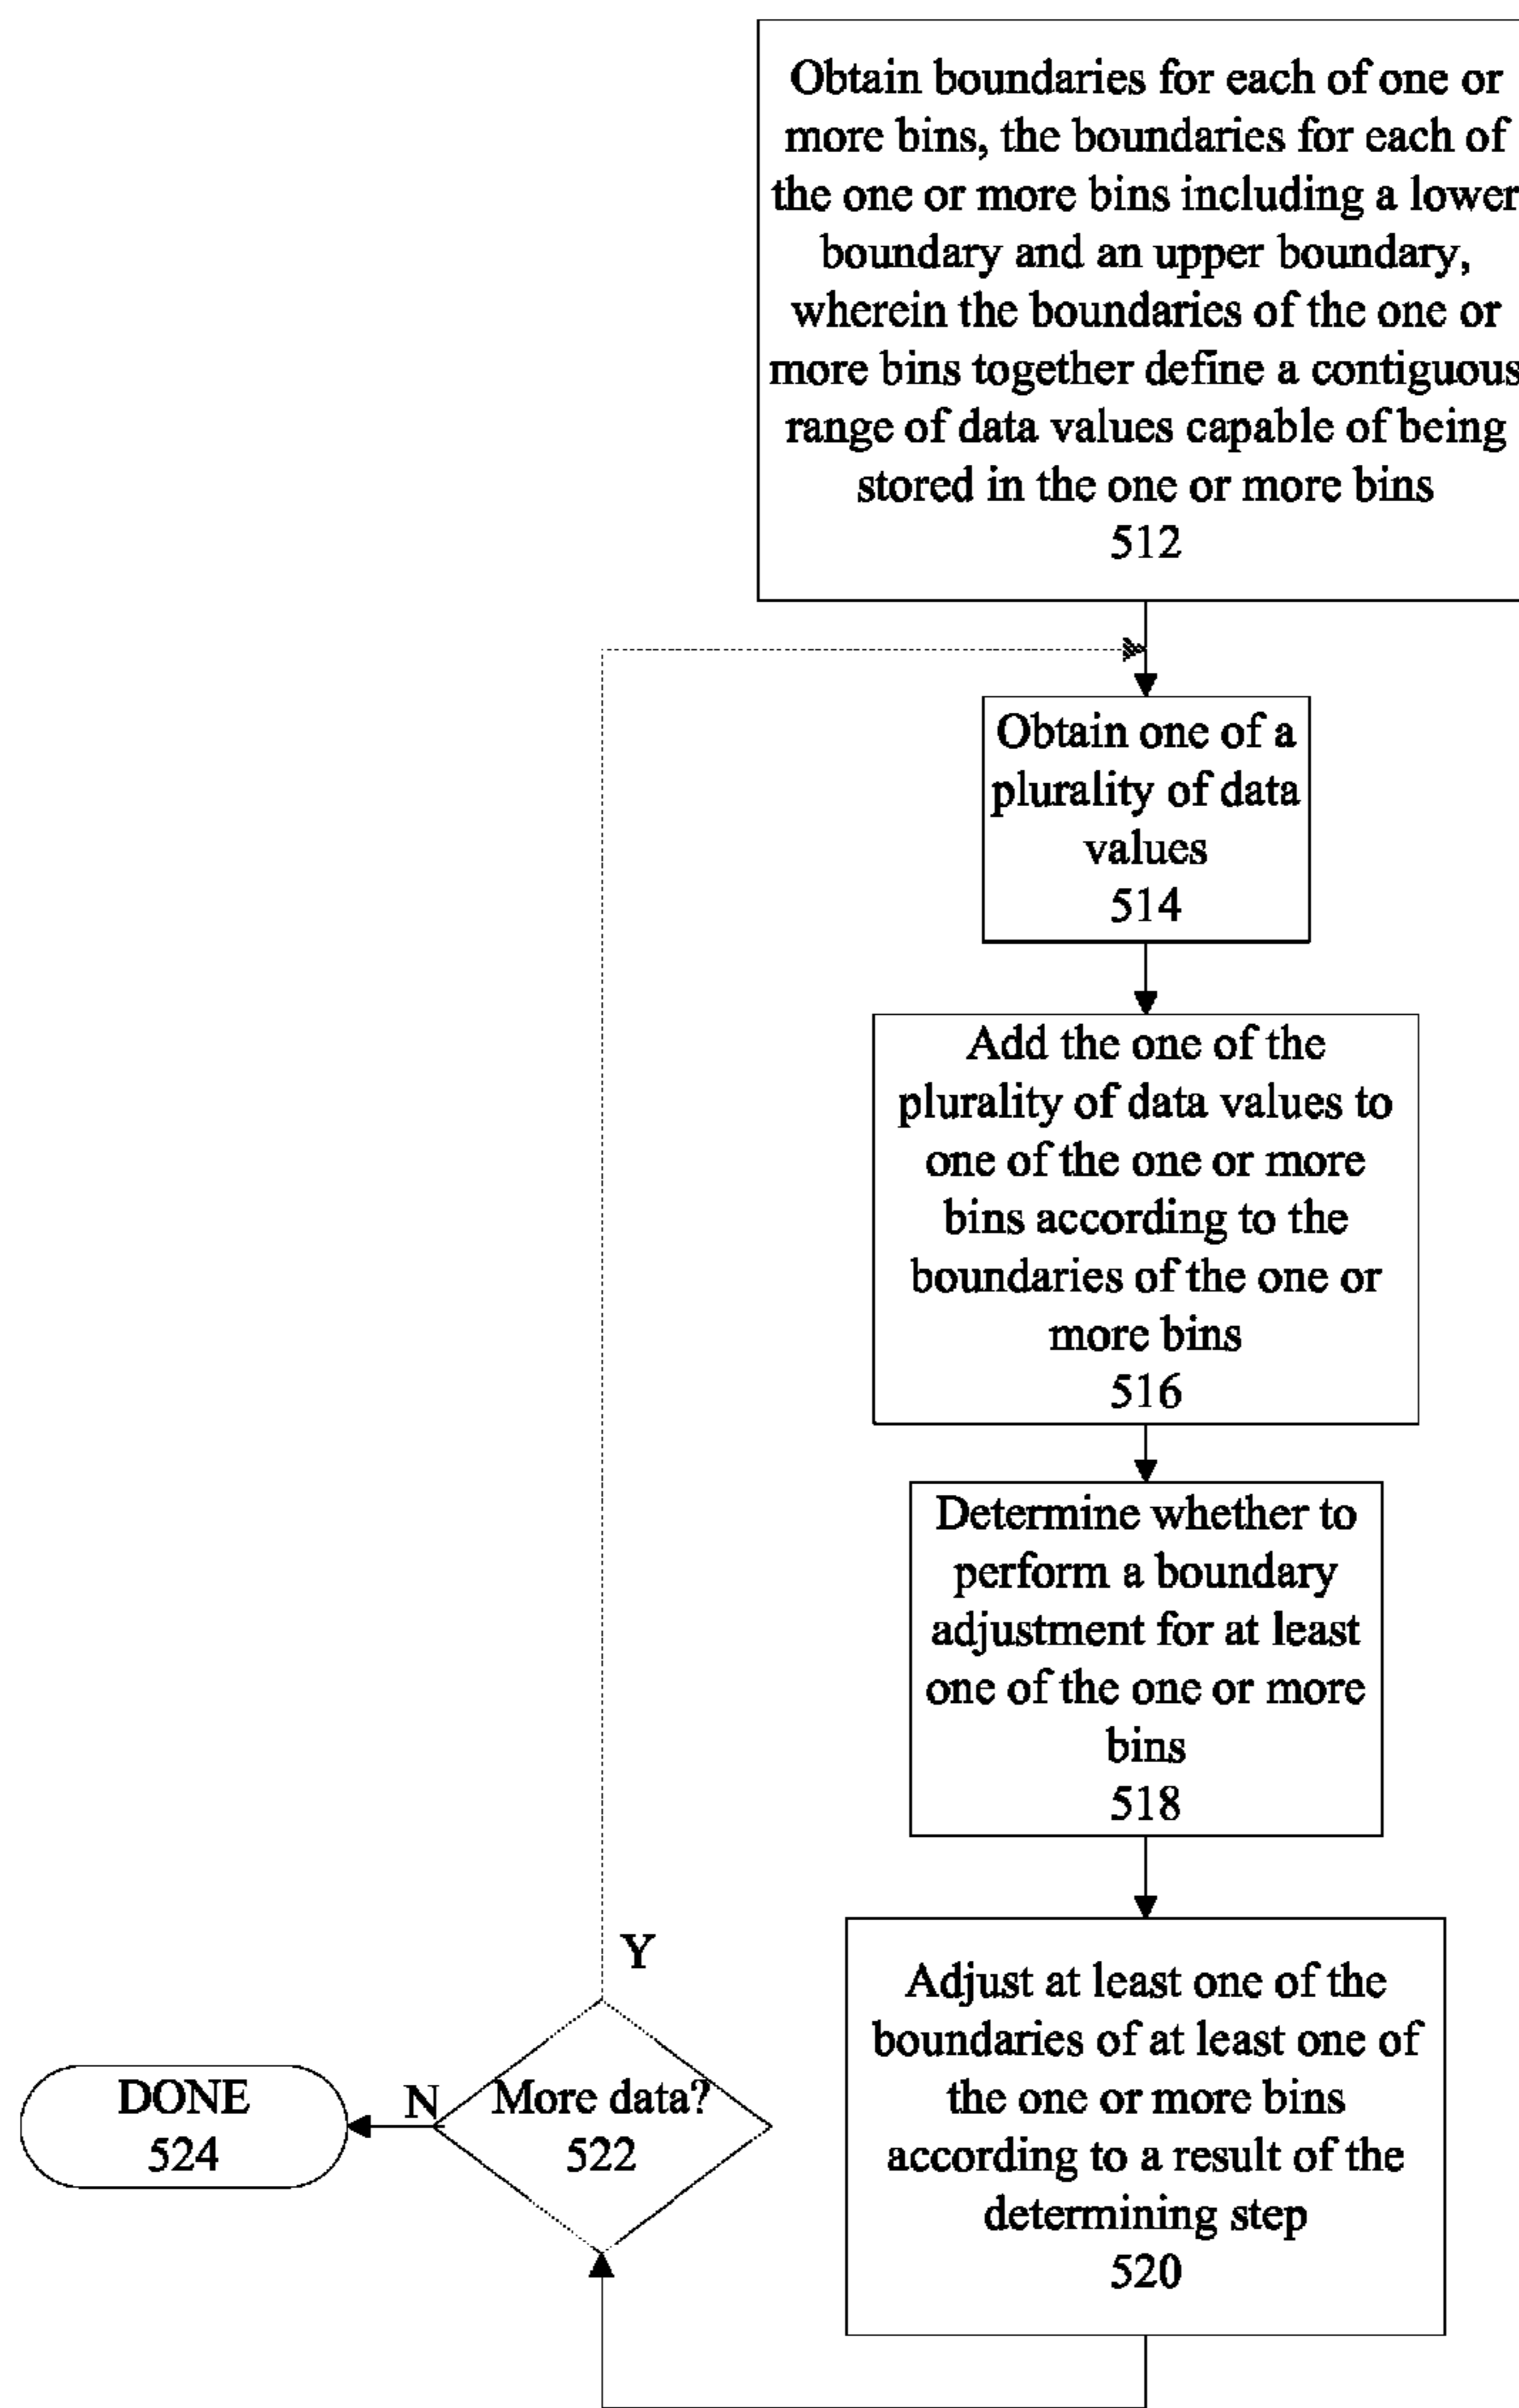 Obtain boundaries for each of one or
more bins, the boundaries for each of
the one or more bins including a lower
boundary and an upper boundary,
wherein the boundaries of the one or
more bins together define a contiguous
range of data values capable of being
stored in the one or more bins
512
Obtain one of a
plurality of data
values
514
Add the one of the
plurality of data values to
one of the one or more
bins according to the
boundaries of the one or
more bins
516
Determine whether to
perform a boundary
adjustment for at least
one of the one or more
bins
518
Adjust at least one of the
boundaries of at least one of
the one or more bins
according to a result of the
determining step
520
Y
More data?
522
N
DONE
524